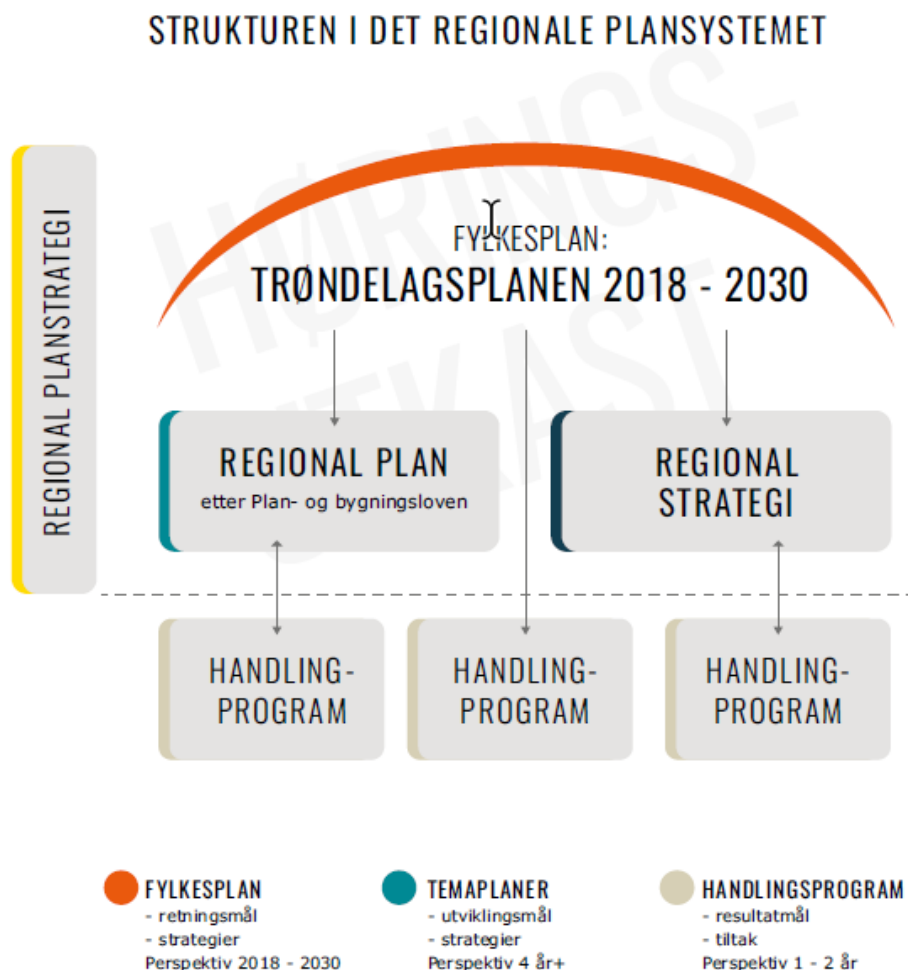 STRUKTUREN I DET REGIONALE PLANSYSTEMET
HØRINGS-
UTKAST
REGIONAL PLANSTRATEGI
FYLKESPLAN:
TRØNDELAGSPLANEN 2018 - 2030
REGIONAL PLAN
etter Plan- og bygningsloven
REGIONAL
STRATEGI
HANDLING-
PROGRAM
HANDLING-
PROGRAM
HANDLING-
PROGRAM
FYLKESPLAN
- retningsmål
- strategier
Perspektiv 2018 - 2030
TEMAPLANER
- utviklingsmål
- strategier
Perspektiv 4 år+
HANDLINGSPROGRAM
- resultatmål
- tiltak
Perspektiv 1 - 2 år